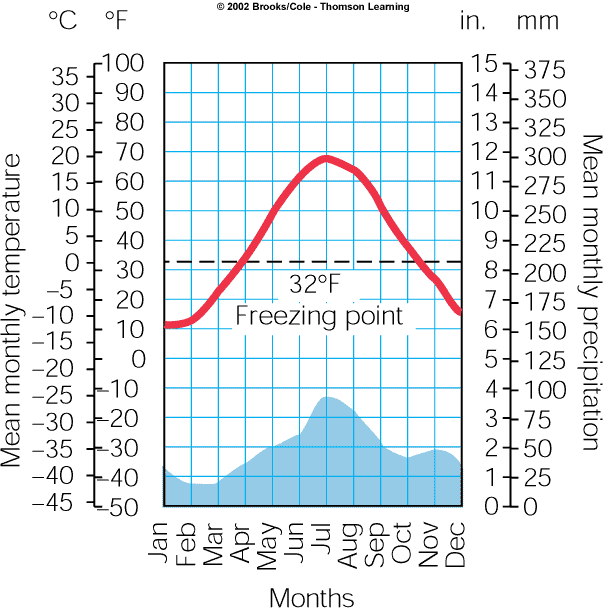 © 2002 Brooks/Cole - Thomson Learning
°C °F in. mm
100 15
35 375
90 14
30 350
80 13 325
25
70 12 300
20
60 11 275
15
10 50 10 250
5 40 9 225
0 30 8 200
32°F
–5
20 7 175
–10
10 Freezing point 6 150
–15
0 5 125
–20
–10 4 100
–25
–20 3 75
–30
–30 2 50
–35
–40 1 25
–40
–45
–50 0 0
Mean monthly temperature
Mean monthly precipitation
Jan Feb Mar Apr May Jun Jul Aug Sep Oct Nov Dec
Months